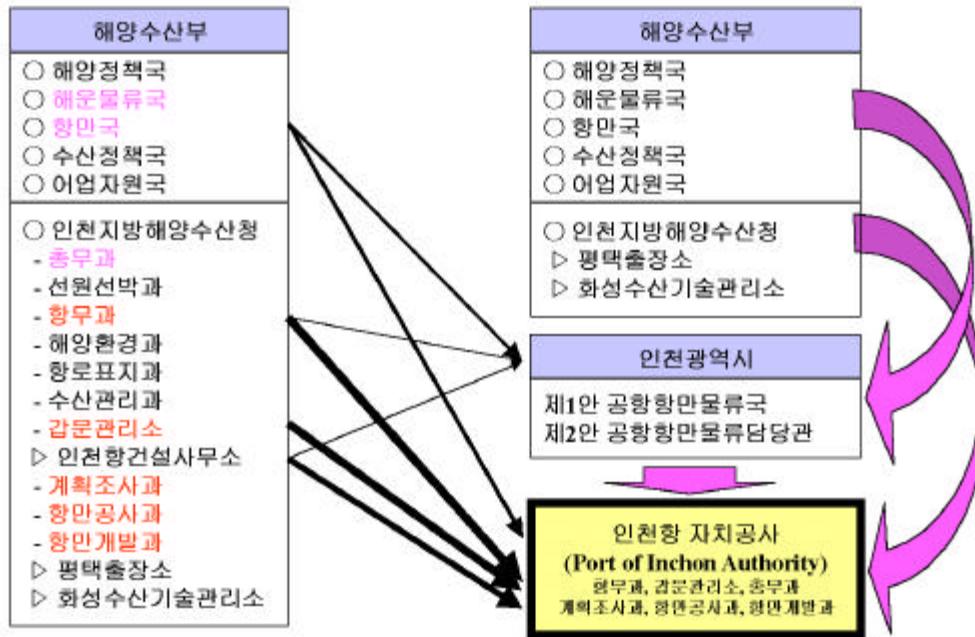 해양수산부
○ 해양정책국
○ 해운물류국
○ 항만국
○ 수산정책국
○ 어업자원국
○ 인천지방해양수산청
- 총무과
- 선원선박과
- 항무과
- 해양환경과
- 항로표지과
- 수산관리과
- 갑문관리소
▷ 인천항건설사무소
- 계획조사과
- 항만공사과
- 항만개발과
▷ 평택출장소
▷ 화성수산기술관리소
해양수산부
○ 해양정책국
○ 해운물류국
○ 항만국
○ 수산정책국
○ 어업자원국
○ 인천지방해양수산청
▷ 평택출장소
▷ 화성수산기술관리소
인천광역시
제1안 공항항만물류국
제2안 공항항만물류담당관
인천항 자치공사
(Port of Inchon Authority)
항무과, 갑문관리소, 총무과
계획조사과, 항만공사과, 항만개발과